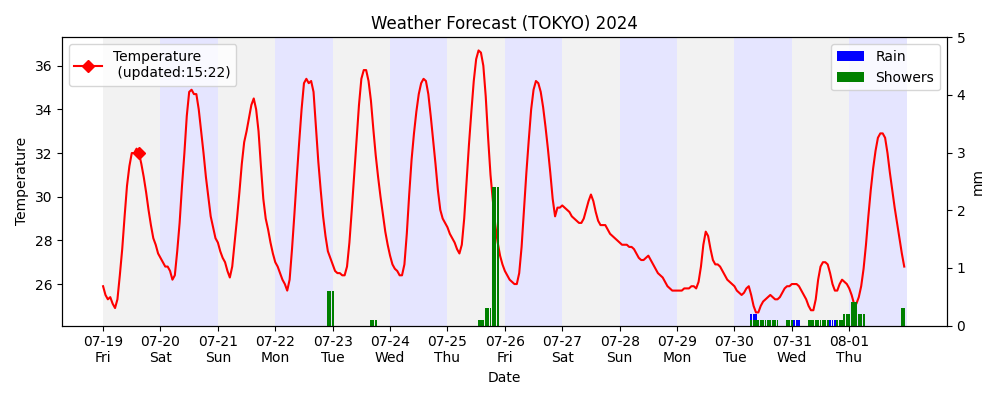 Weather Forecast (TOKYO) 2024
Temperature
(updated:15:22)
Rain
Showers
Temperature
36
34
32
30
28
26
5
4
3
2
1
0
mm
07-19 07-20 07-21 07-22 07-23 07-24 07-25 07-26 07-27 07-28 07-29 07-30 07-31 08-01
Fri Sat Sun Mon Tue Wed Thu Fri Sat Sun Mon Tue Wed Thu
Date